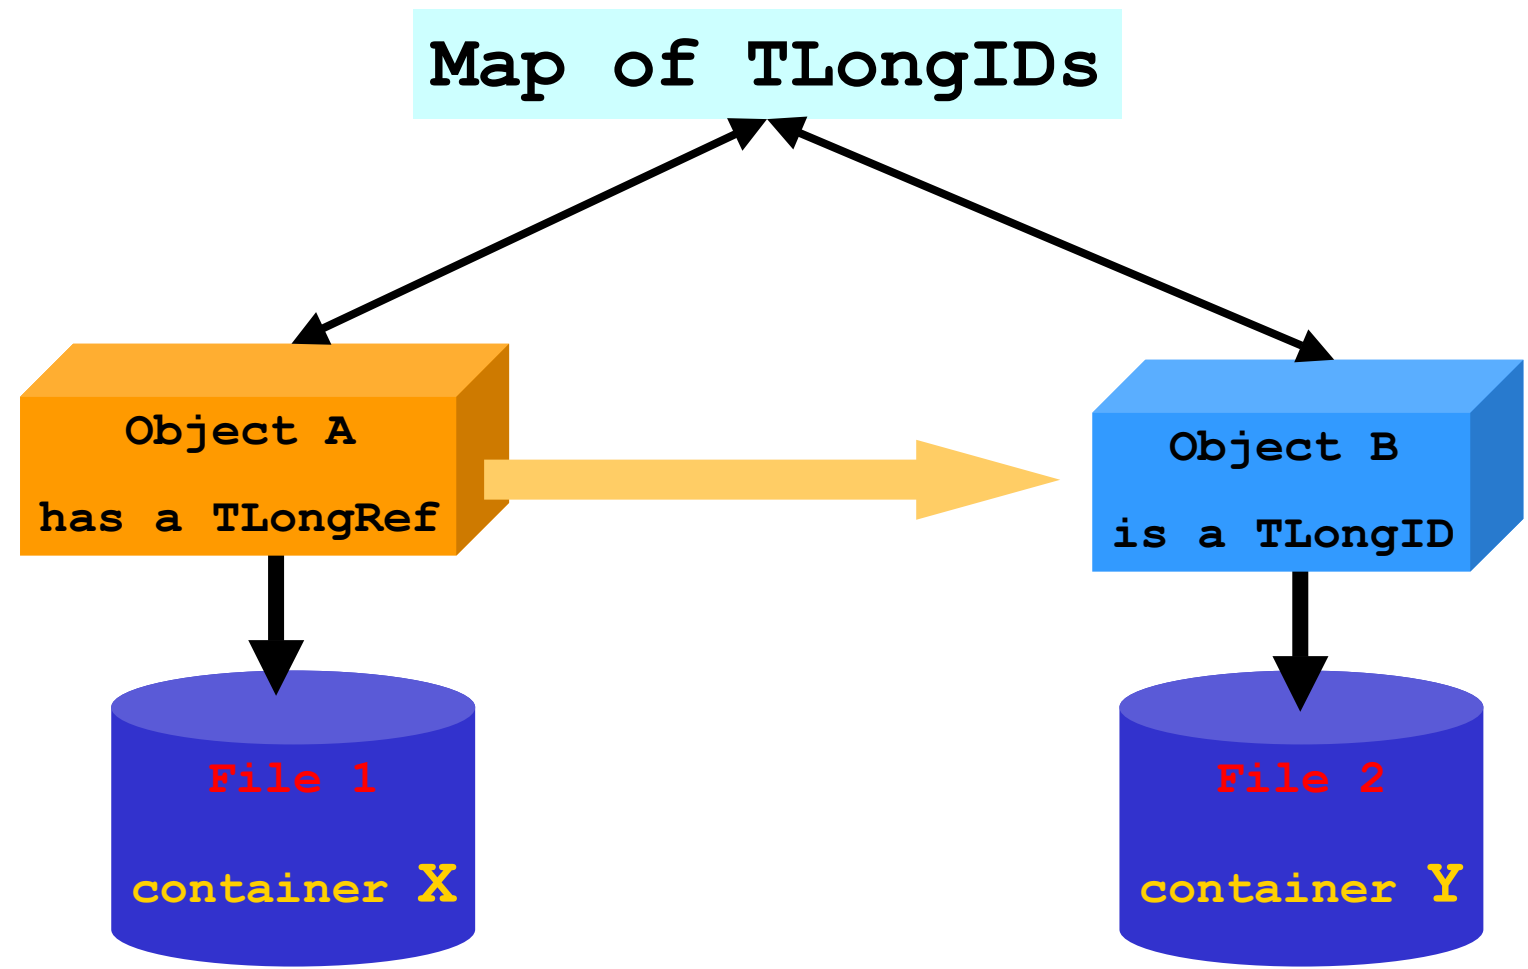 Map of TLongIDs
Object A
has a TLongRef
Object B
is a TLongID
File 1
container X
File 2
container Y